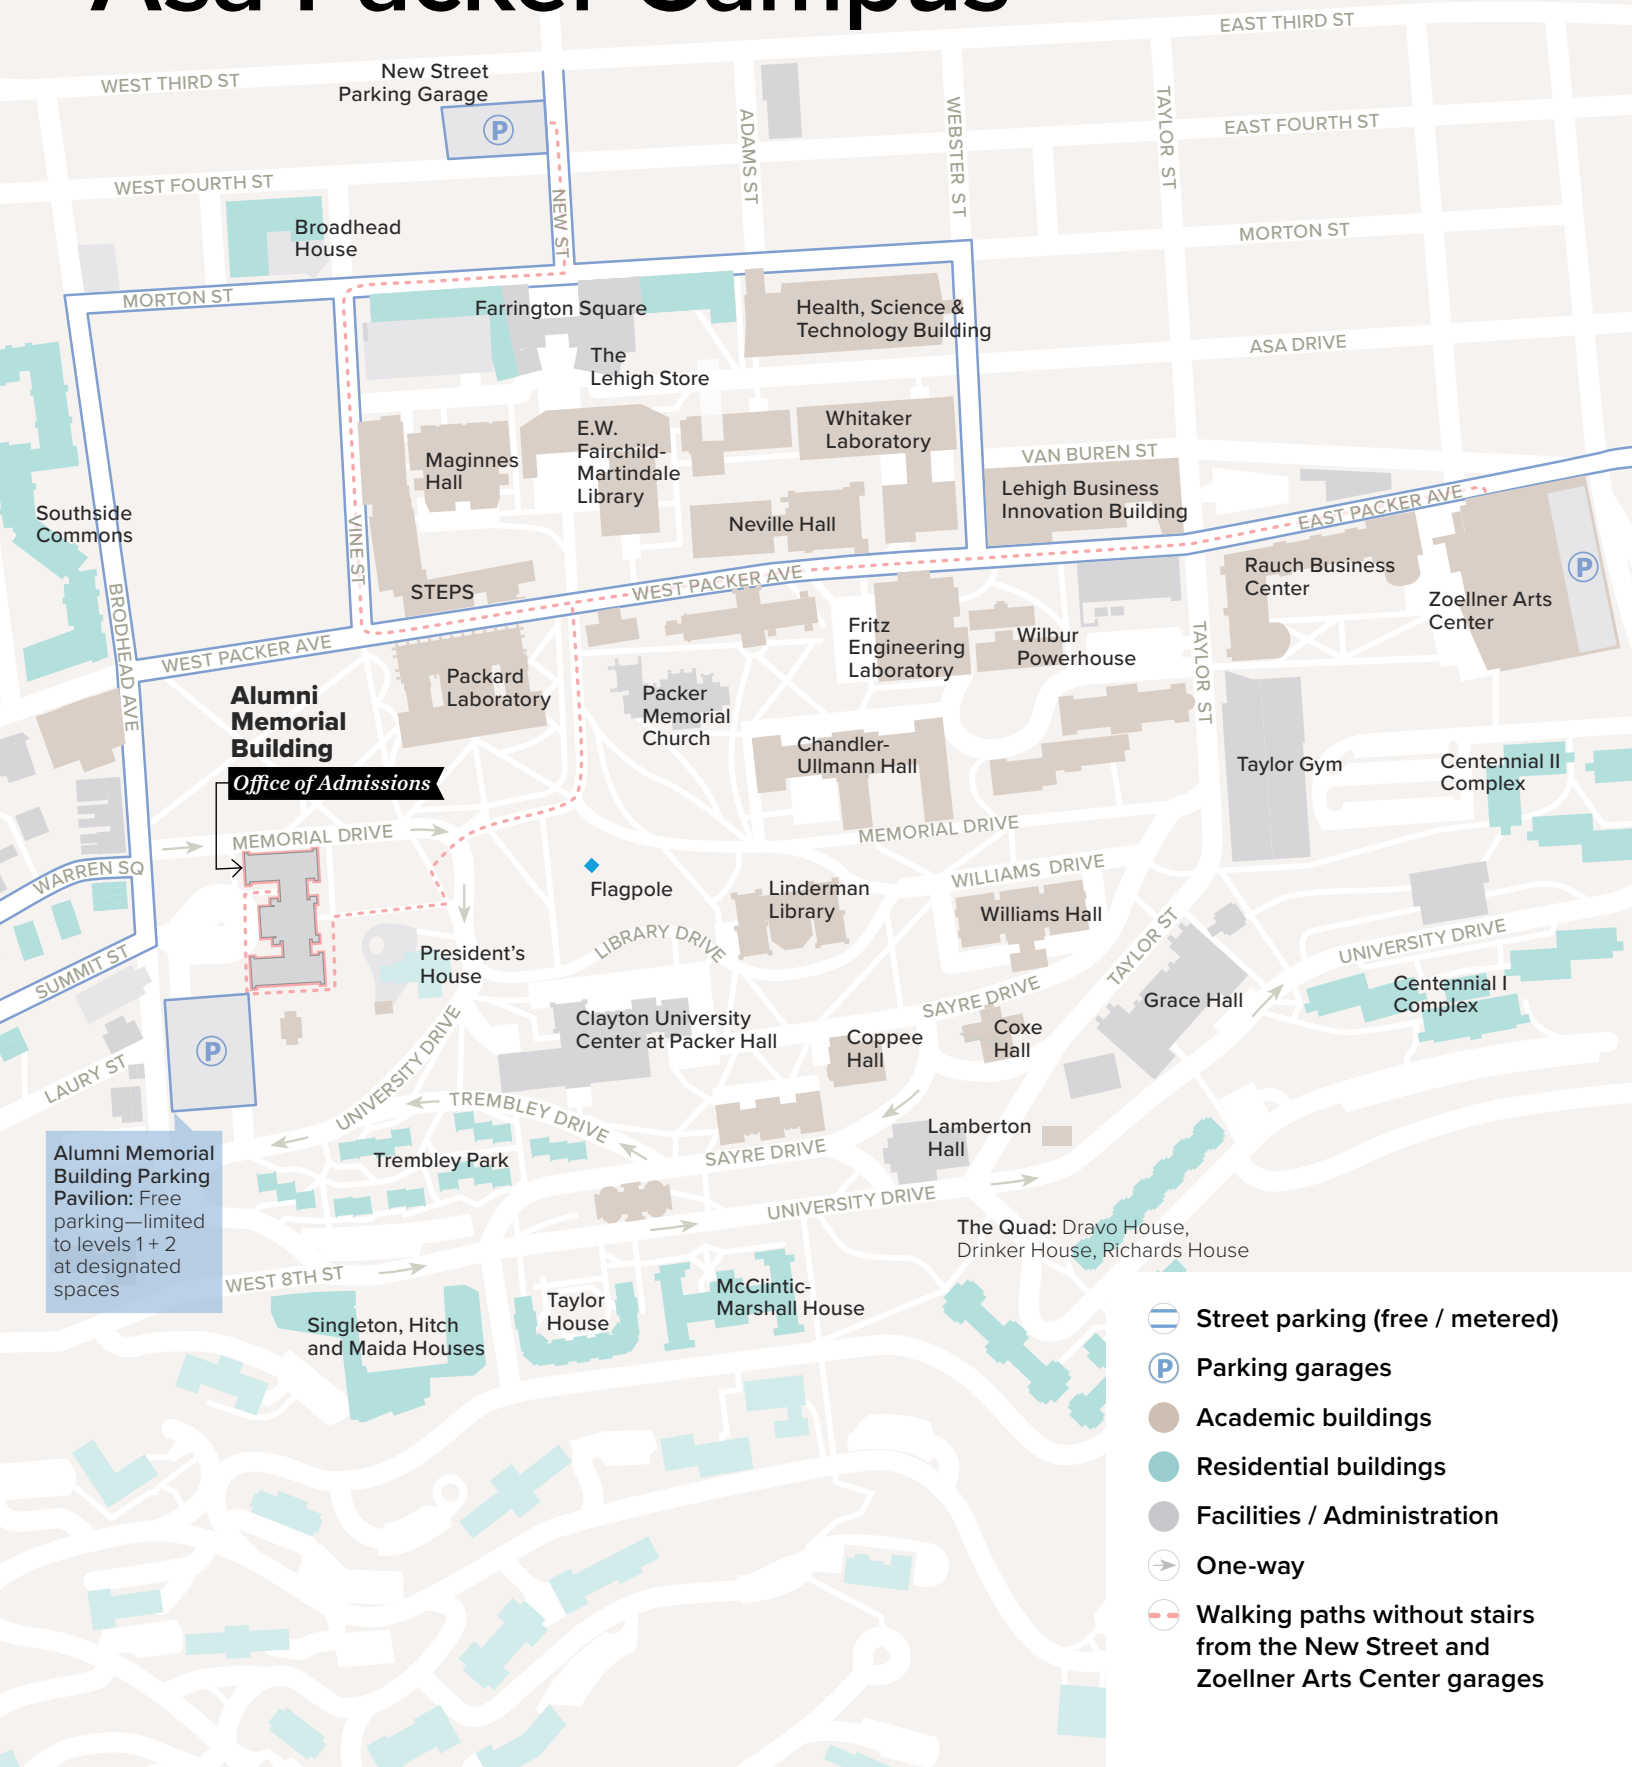 Asa Packer Campus
EAST THIRD ST
WEST THIRD ST
New Street
Parking Garage
P
ADAMS ST
WEBSTER ST
TAYLOR ST
EAST FOURTH ST
WEST FOURTH ST
NEW ST
Broadhead
House
MORTON ST
MORTON ST
Farrington Square
Health, Science &
Technology Building
The
Lehigh Store
ASA DRIVE
E.W.
Fairchild-
Martindale
Library
Whitaker
Laboratory
Maginnes
Hall
VAN BUREN ST
Lehigh Business
Innovation Building
Southside
Commons
Neville Hall
EAST PACKER AVE
VINE ST
STEPS
WEST PACKER AVE
Rauch Business
Center
P
Zoellner Arts
Center
BRODHEAD AVE
WEST PACKER AVE
Fritz
Engineering
Laboratory
Wilbur
Powerhouse
TAYLOR ST
Packard
Laboratory
Packer
Memorial
Church
Alumni
Memorial
Building
Office of Admissions
Chandler-
Ullmann Hall
Taylor Gym
Centennial II
Complex
MEMORIAL DRIVE
MEMORIAL DRIVE
WARREN SQ
WILLIAMS DRIVE
Flagpole
Linderman
Library
Williams Hall
LIBRARY DRIVE
TAYLOR ST
UNIVERSITY DRIVE
SUMMIT ST
President's
House
SAYRE DRIVE
Grace Hall
Centennial I
Complex
Clayton University
Center at Packer Hall
Coppee
Hall
Coxe
Hall
P
LAURY ST
UNIVERSITY DRIVE
TREMBLEY DRIVE
Lamberton
Hall
Trembley Park
SAYRE DRIVE
Alumni Memorial
Building Parking
Pavilion: Free
parking—limited
to levels 1 + 2
at designated
spaces
UNIVERSITY DRIVE
The Quad: Dravo House,
Drinker House, Richards House
WEST 8TH ST
Singleton, Hitch
and Maida Houses
Taylor
House
McClintic-
Marshall House
Street parking (free / metered)
P
Parking garages
Academic buildings
Residential buildings
Facilities / Administration
One-way
Walking paths without stairs
from the New Street and
Zoellner Arts Center garages